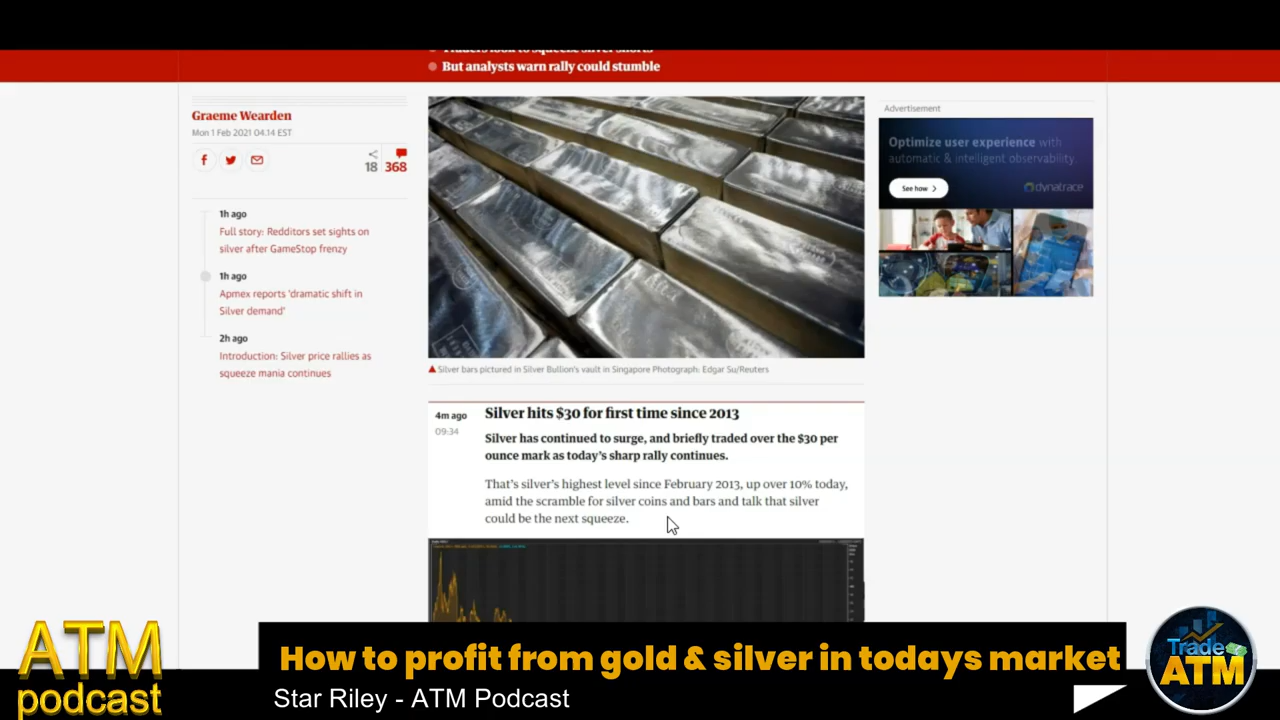 Traders look to squeeze silver shorts
But analysts warn rally could stumble
Graeme Wearden
Mon 1 Feb 2021 04.14 EST
18 368
1h ago
Full story: Redditors set sights on
silver after GameStop frenzy
1h ago
Apmex reports 'dramatic shift in
Silver demand'
2h ago
Introduction: Silver price rallies as
squeeze mania continues
Silver bars pictured in Silver Bullion's vault in Singapore Photograph: Edgar Su/Reuters
4m ago
09:34
Silver hits $30 for first time since 2013
Silver has continued to surge, and briefly traded over the $30 per
ounce mark as today's sharp rally continues.
That's silver's highest level since February 2013, up over 10% today,
amid the scramble for silver coins and bars and talk that silver
could be the next squeeze.
Advertisement
Optimize user experience with
automatic & intelligent observability.
See how
dynatrace
ATM
podcast
How to profit from gold & silver in todays market
Star Riley - ATM Podcast
Trade
ATM